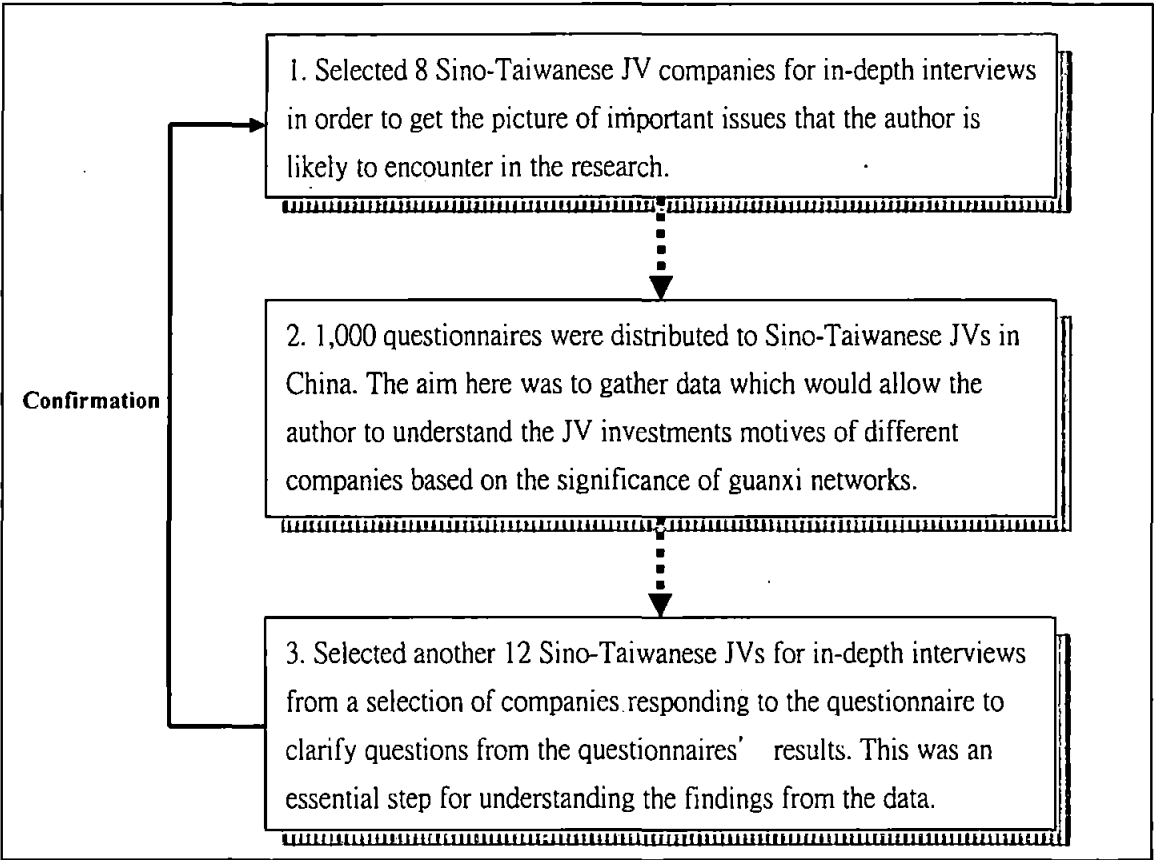 1. Selected 8 Sino-Taiwanese JV companies for in-depth interviews
in order to get the picture of important issues that the author is
likely to encounter in the research.
2. 1,000 questionnaires were distributed to Sino-Taiwanese JVs in
China. The aim here was to gather data which would allow the
author to understand the JV investments motives of different
companies based on the significance of guanxi networks.
Confirmation
3. Selected another 12 Sino-Taiwanese JVs for in-depth interviews
from a selection of companies responding to the questionnaire to
clarify questions from the questionnaires' results. This was an
essential step for understanding the findings from the data.